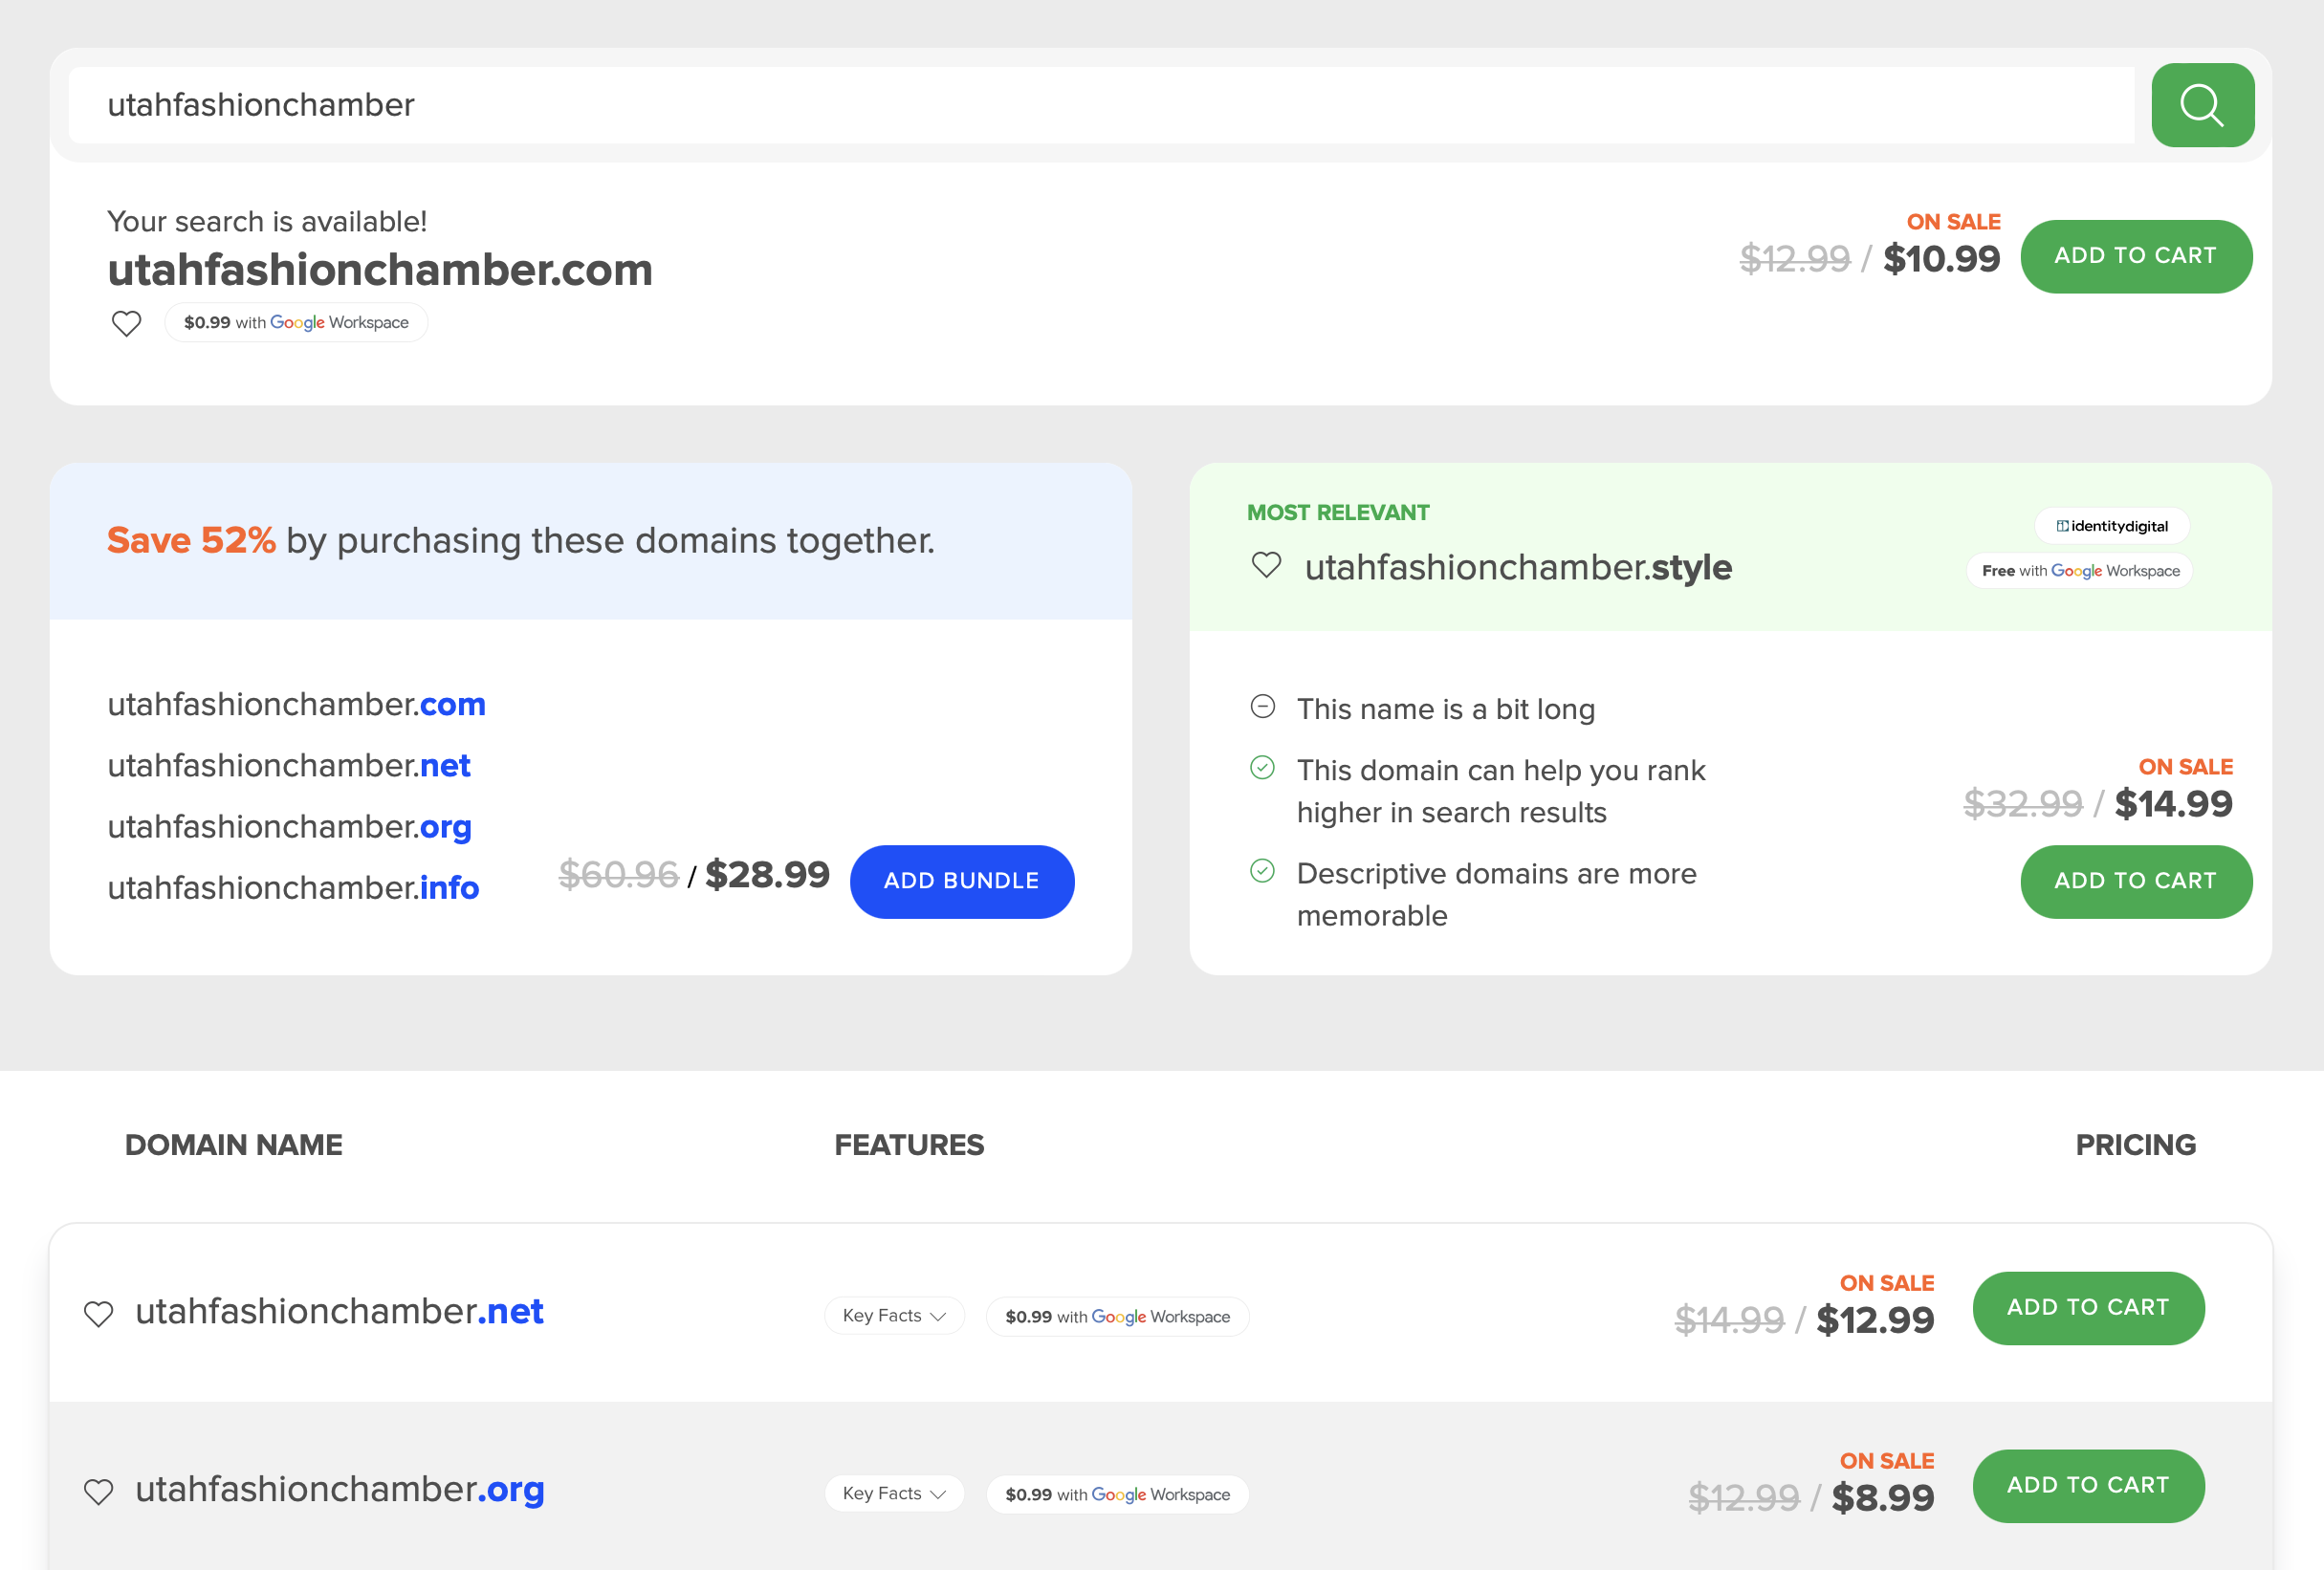 utahfashionchamber
Your search is available!
utahfashionchamber.com
$0.99 with Google Workspace
ON SALE
$12.99 / $10.99
ADD TO CART
Save 52% by purchasing these domains together.
utahfashionchamber.com
utahfashionchamber.net
utahfashionchamber.org
utahfashionchamber.info
$60.96 / $28.99
ADD BUNDLE
MOST RELEVANT
utahfashionchamber.style
identitydigital
Free with Google Workspace
This name is a bit long
This domain can help you rank
higher in search results
Descriptive domains are more
memorable
ON SALE
$32.99 / $14.99
ADD TO CART
DOMAIN NAME
FEATURES
PRICING
utahfashionchamber.net
Key Facts
$0.99 with Google Workspace
ON SALE
$14.99 / $12.99
ADD TO CART
utahfashionchamber.org
Key Facts
$0.99 with Google Workspace
ON SALE
$12.99 / $8.99
ADD TO CART